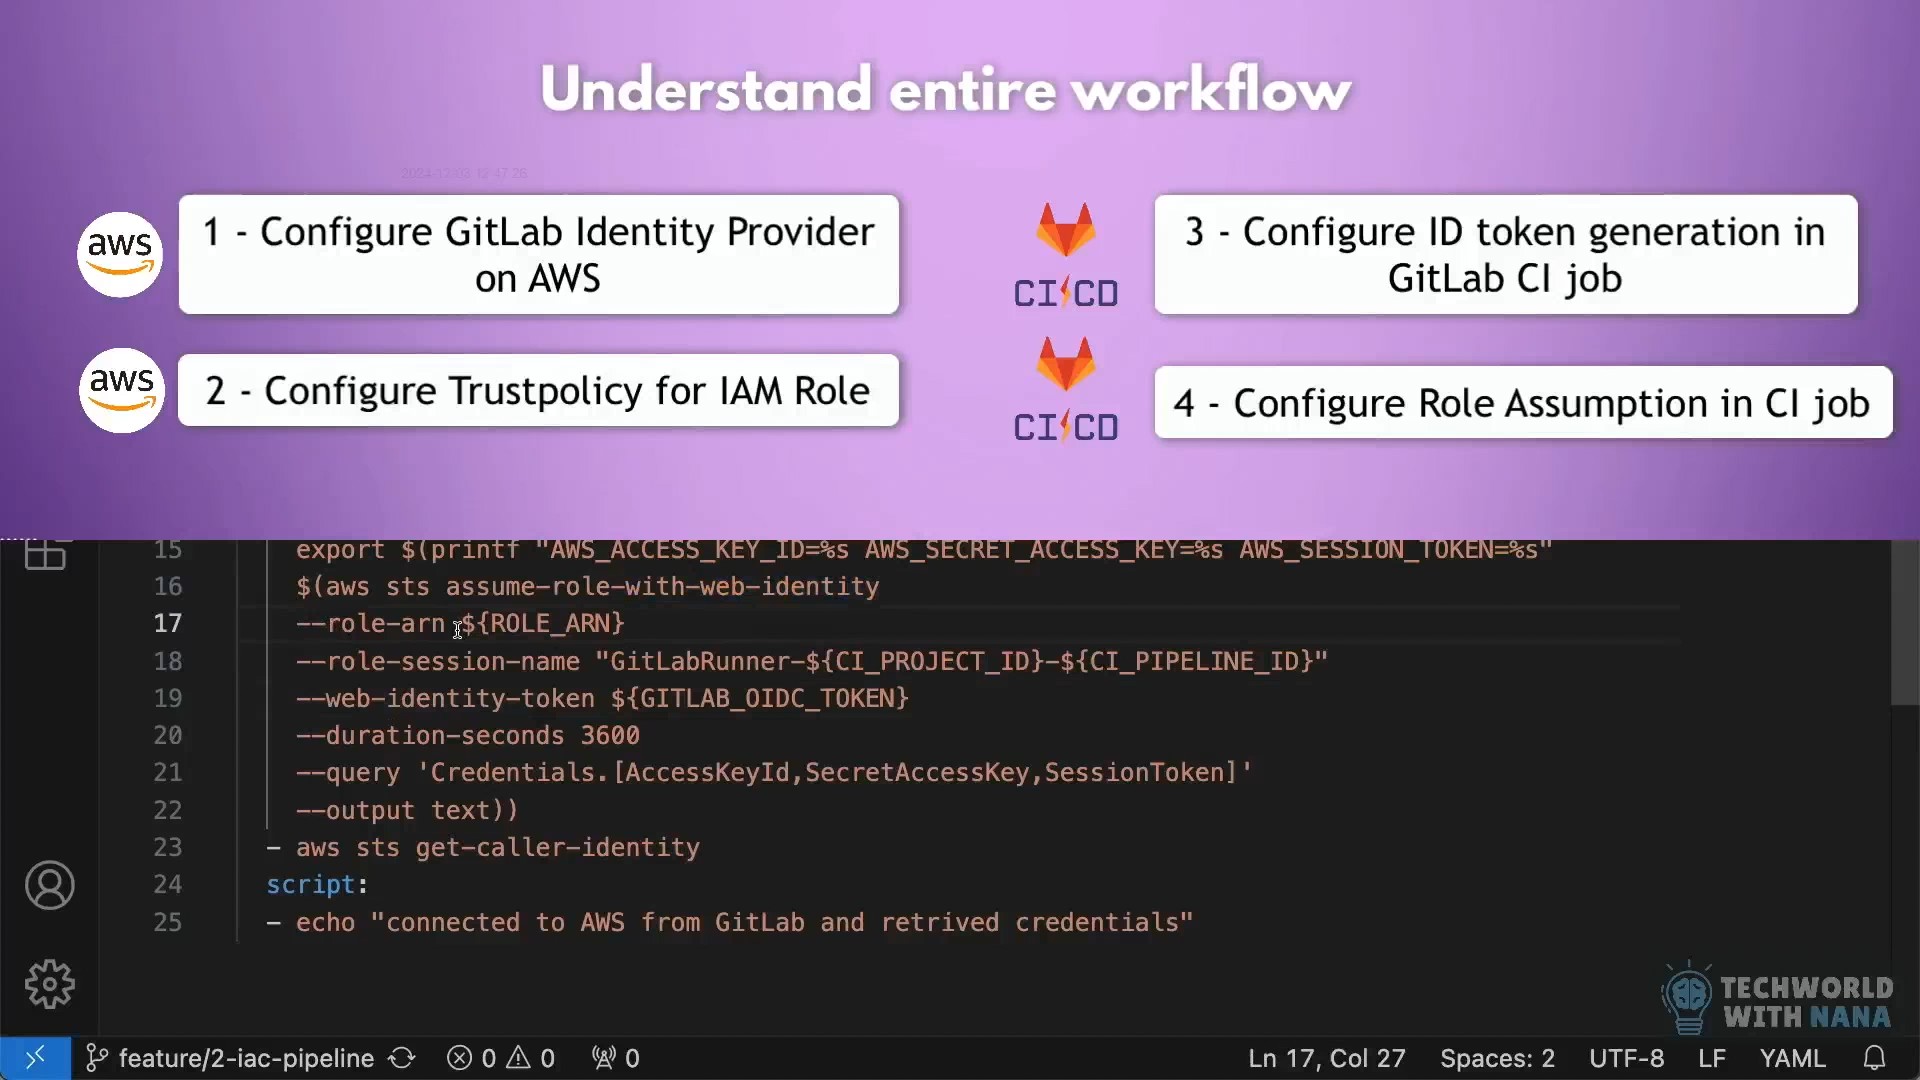 Understand entire workflow
2024-12-02 12:47:26
aws
1 - Configure GitLab Identity Provider
on AWS
aws
2 - Configure Trustpolicy for IAM Role
CI CD
3 - Configure ID token generation in
GitLab CI job
CI CD
4 - Configure Role Assumption in CI job
15 export $(printf "AWS_ACCESS_KEY_ID=%s AWS_SECRET_ACCESS_KEY=%s AWS_SESSION_TOKEN=%s"
16 $(aws sts assume-role-with-web-identity
17 --role-arn ${ROLE_ARN}
18 --role-session-name "GitLabRunner-${CI_PROJECT_ID}-${CI_PIPELINE_ID}"
19 --web-identity-token ${GITLAB_OIDC_TOKEN}
20 --duration-seconds 3600
21 --query 'Credentials.[AccessKeyId,SecretAccessKey,SessionToken]'
22 --output text))
23 - aws sts get-caller-identity
24 script:
25 - echo "connected to AWS from GitLab and retrived credentials"
TECHWORLD
WITH NANA
feature/2-iac-pipeline 0 0 0 Ln 17, Col 27 Spaces: 2 UTF-8 LF YAML